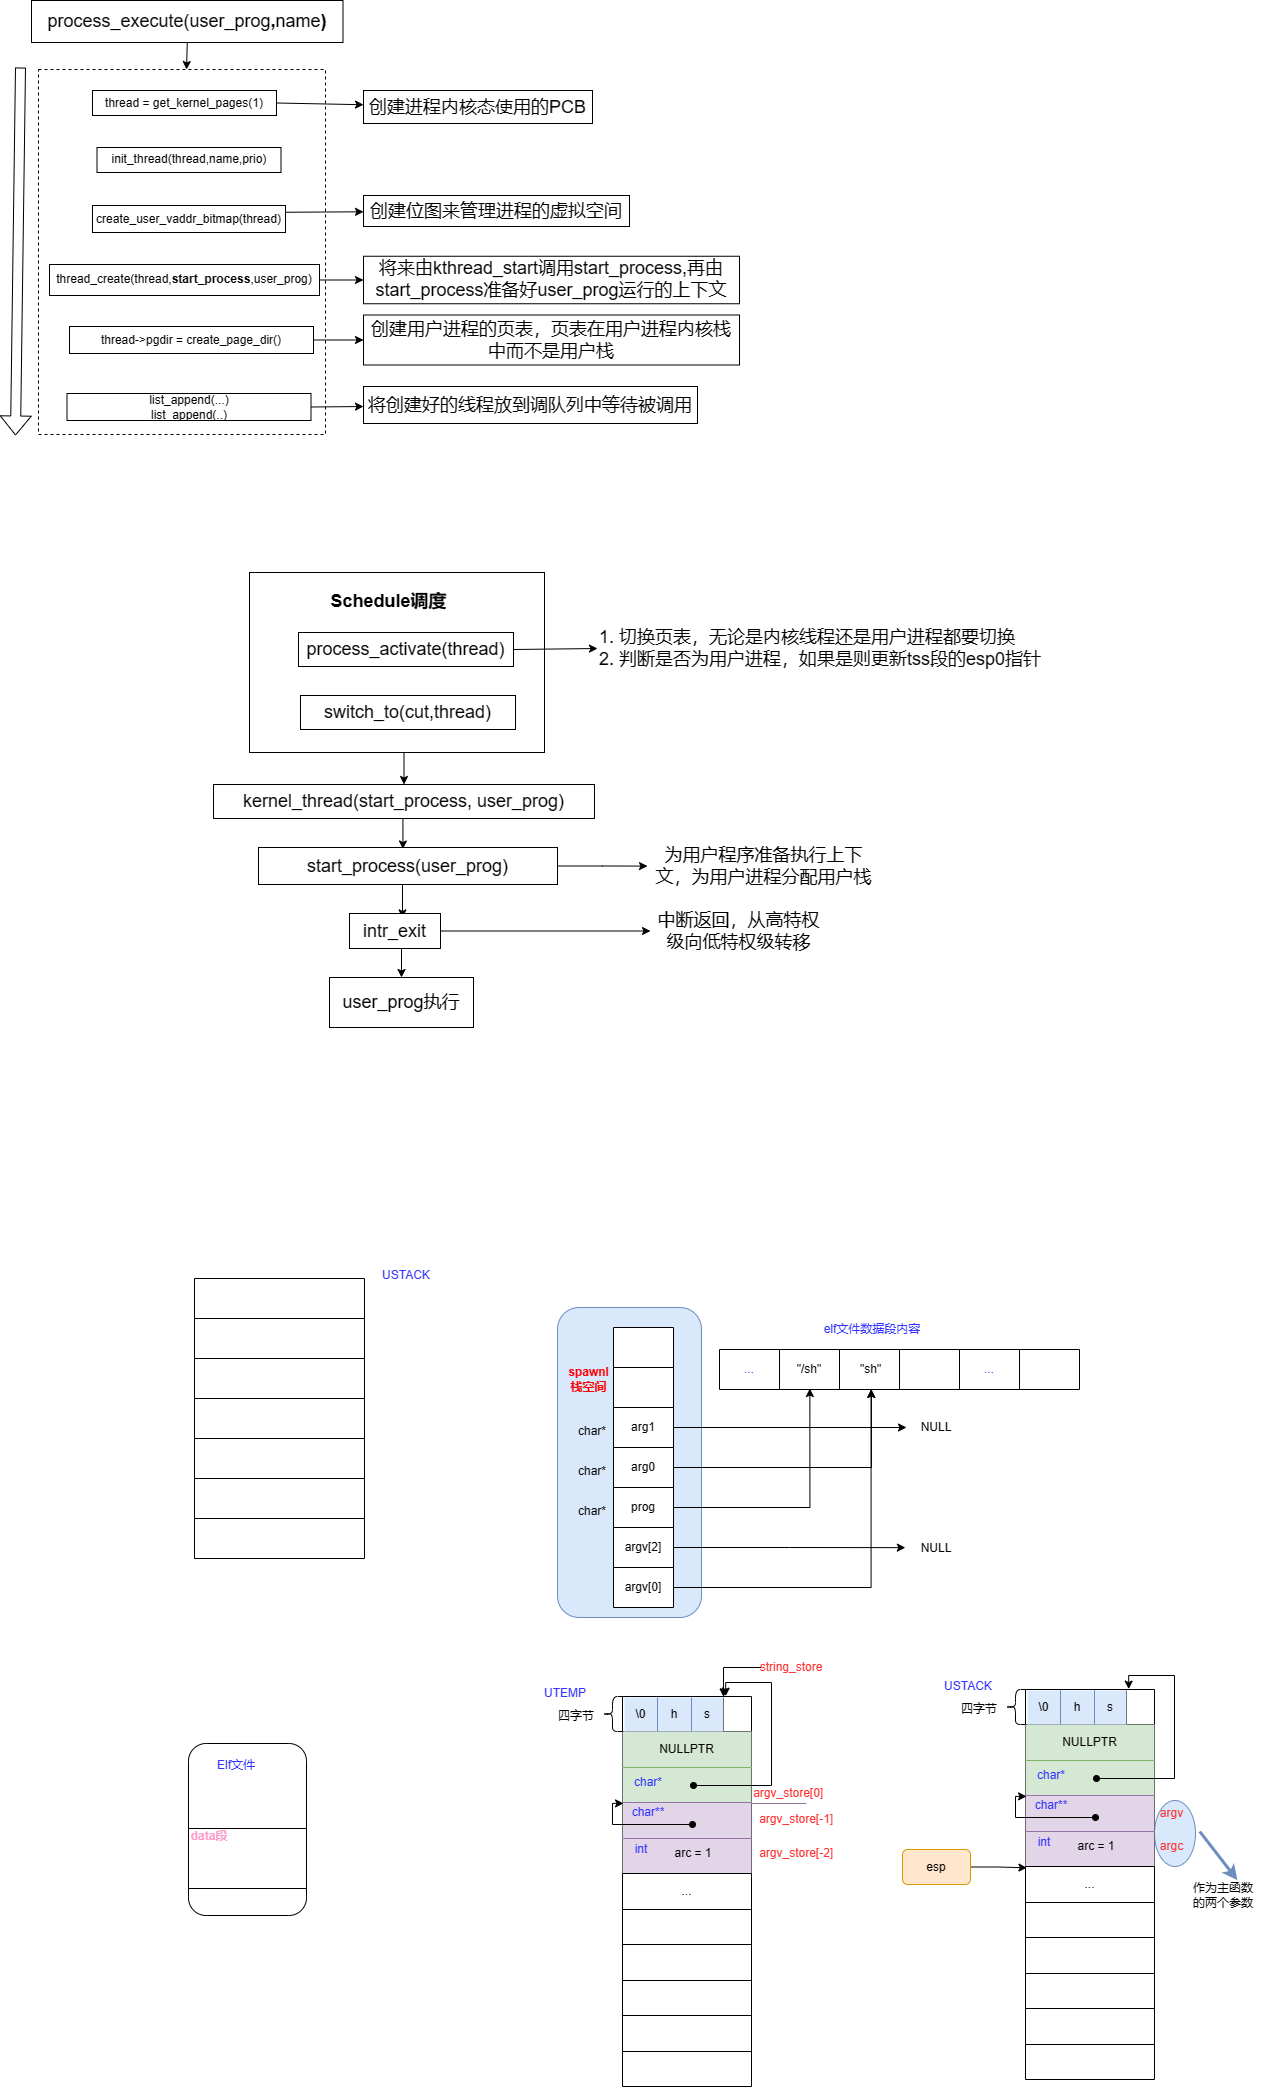 process_execute(user_prog,name)
thread = get_kernel_pages(1)
创建进程内核态使用的PCB
init_thread(thread,name,prio)
create_user_vaddr_bitmap(thread)
创建位图来管理进程的虚拟空间
thread_create(thread,start_process,user_prog)
将来由kthread_start调用start_process,再由
start_process准备好user_prog运行的上下文
thread->pgdir = create_page_dir()
创建用户进程的页表，页表在用户进程内核栈
中而不是用户栈
list_append(...)
list_append(..)
将创建好的线程放到调队列中等待被调用
Schedule调度
process_activate(thread)
1. 切换页表，无论是内核线程还是用户进程都要切换
2. 判断是否为用户进程，如果是则更新tss段的esp0指针
switch_to(cut,thread)
kernel_thread(start_process, user_prog)
start_process(user_prog)
为用户程序准备执行上下
文，为用户进程分配用户栈
intr_exit
中断返回，从高特权
级向低特权级转移
user_prog执行
USTACK
elf文件数据段内容
...
"/sh"
"sh"
...
spawnl
栈空间
char*
arg1
NULL
char*
arg0
char*
prog
argv[2]
NULL
argv[0]
string_store
UTEMP
四字节
\0
h
s
NULLPTR
char*
argv_store[0]
char**
argv_store[-1]
int
arc = 1
argv_store[-2]
...
USTACK
四字节
\0
h
s
NULLPTR
char*
char**
argv
int
arc = 1
argc
esp
...
作为主函数
的两个参数
Elf文件
data段